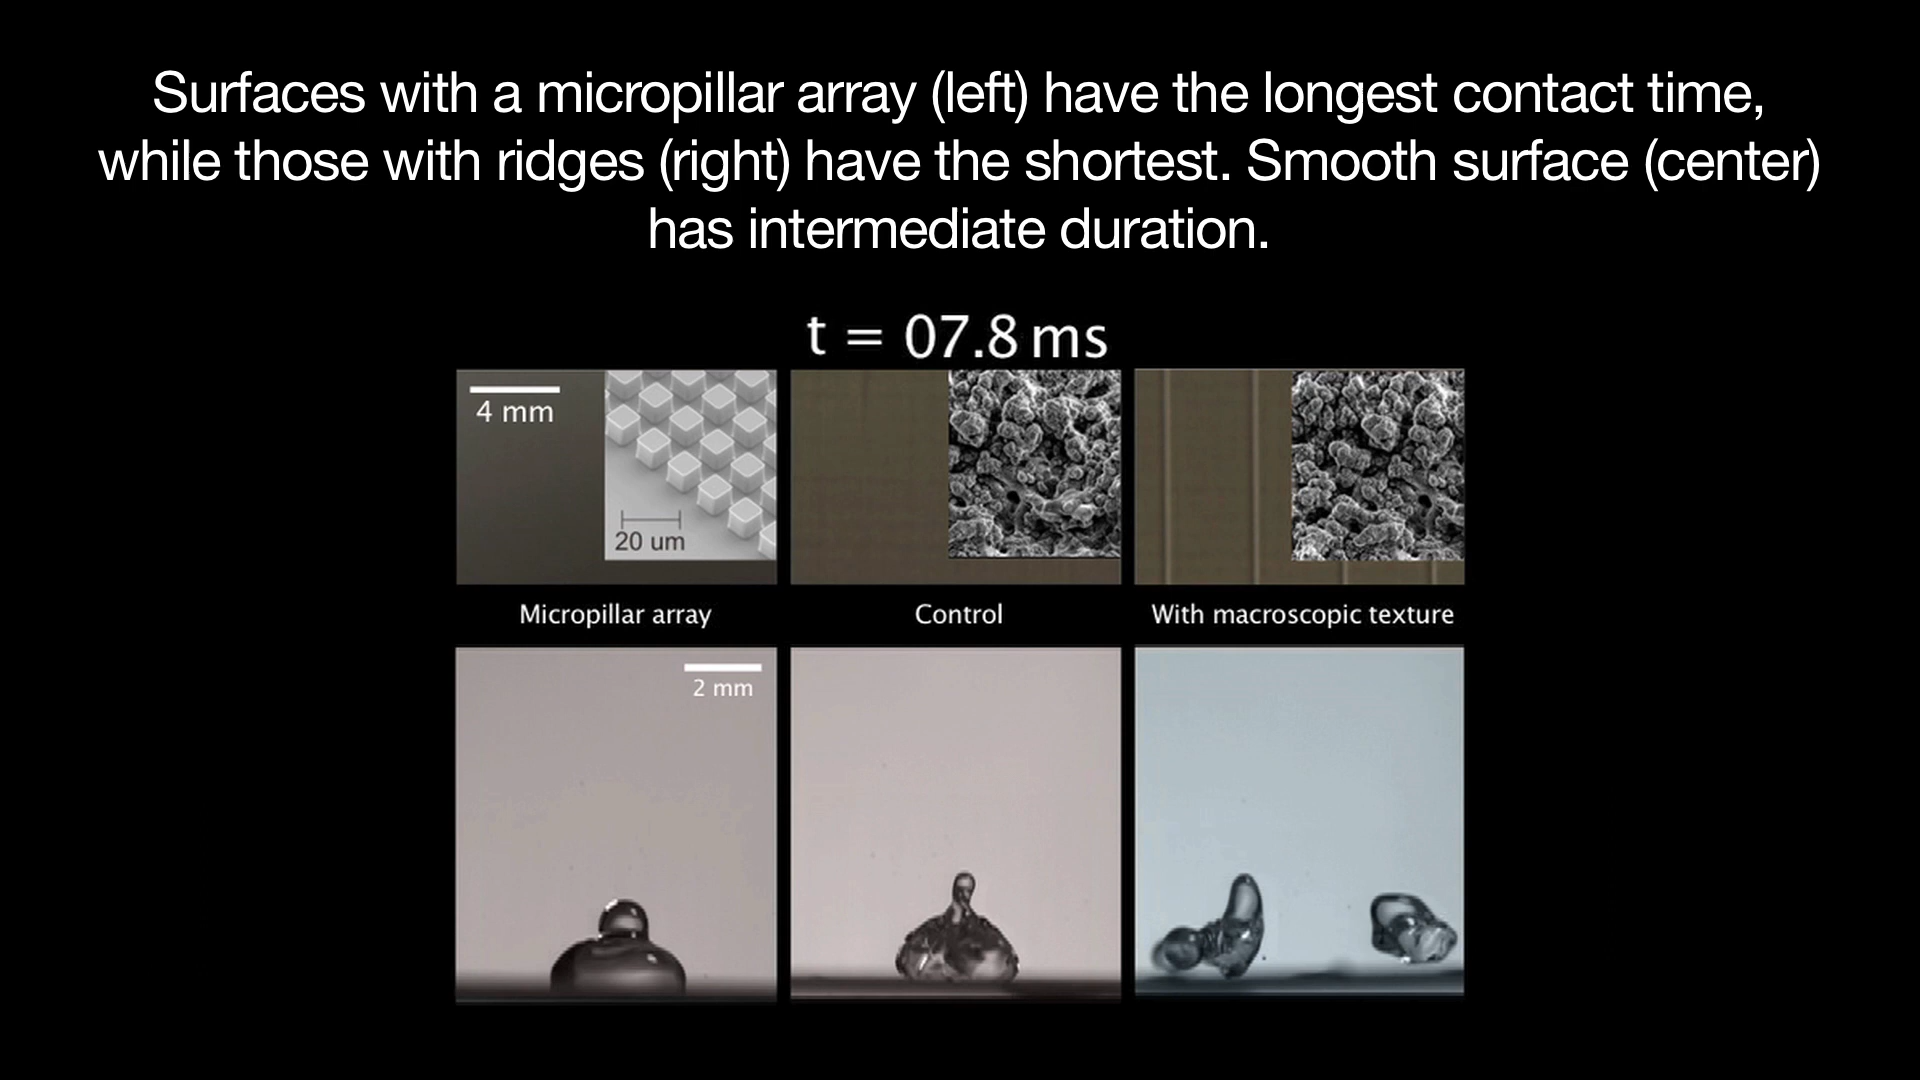 Surfaces with a micropillar array (left) have the longest contact time,
while those with ridges (right) have the shortest. Smooth surface (center)
has intermediate duration.
t = 07.8 ms
4 mm
20 um
Micropillar array
Control
With macroscopic texture
2 mm